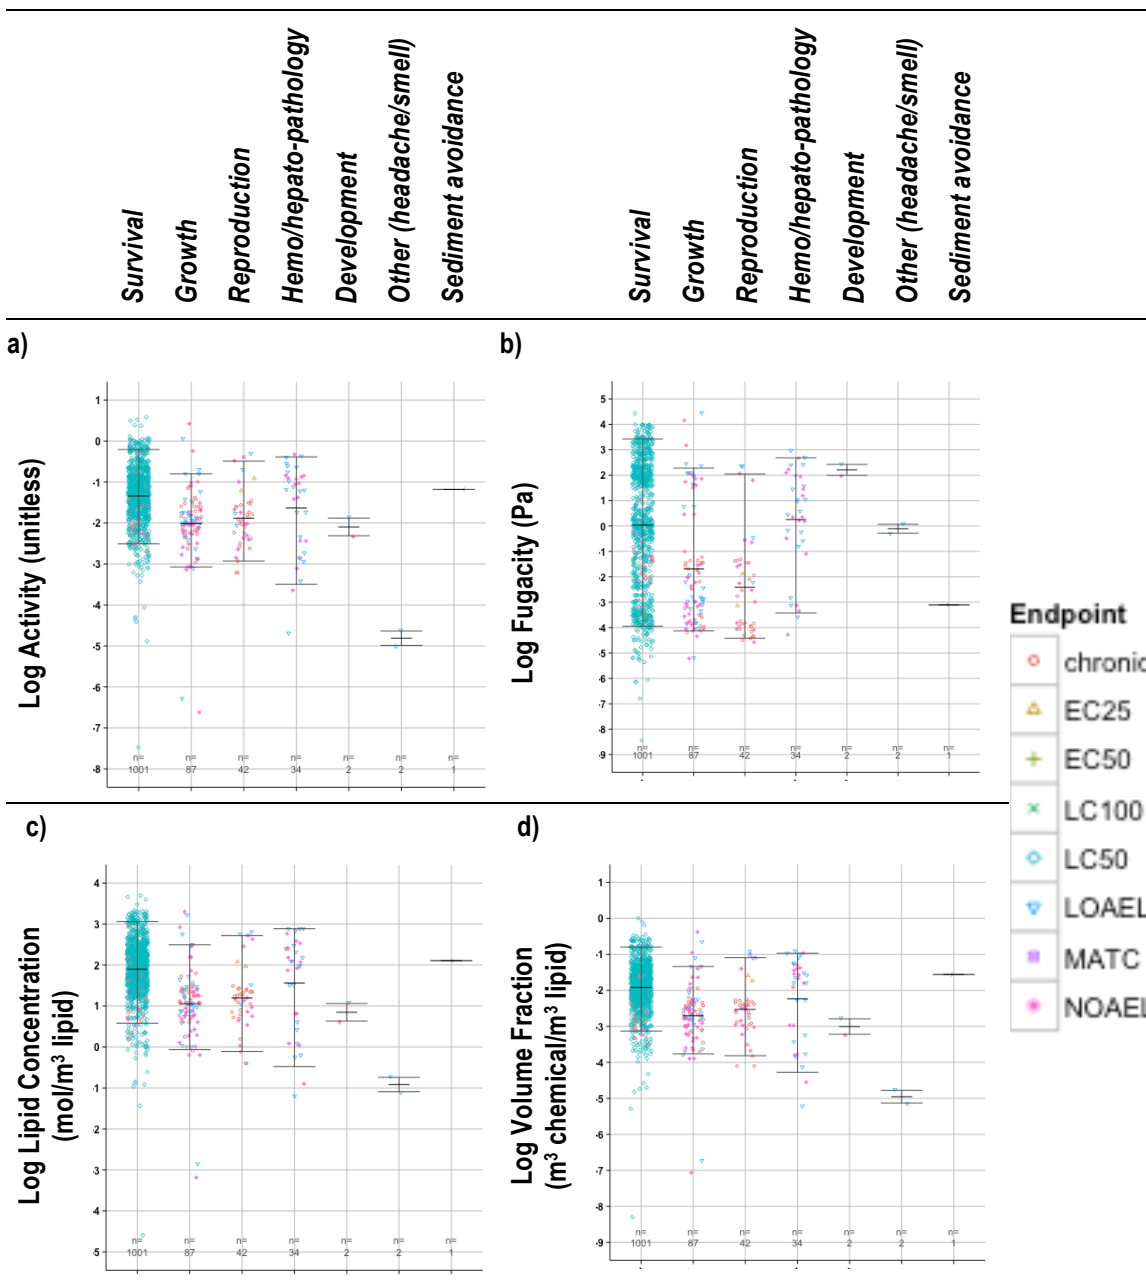 Survival
Growth
Reproduction
Hemo/hepato-pathology
Development
Other (headache/smell)
Sediment avoidance
Survival
Growth
Reproduction
Hemo/hepato-pathology
Development
Other (headache/smell)
Sediment avoidance
a)
Log Activity (unitless)
1
0
-1
-2
-3
-4
-5
-6
-7
-8
n= n= n= n= n= n= n=
1001 87 42 34 2 2 1
b)
Log Fugacity (Pa)
5
4
3
2
1
0
-1
-2
-3
-4
-5
-6
-7
-8
-9
n= n= n= n= n= n= n=
1001 87 42 34 2 2 1
Endpoint
chronic
EC25
EC50
LC100
LC50
LOAEL
MATC
NOAEL
c)
Log Lipid Concentration
(mol/m³ lipid)
4
3
2
1
0
-1
-2
-3
-4
-5
n= n= n= n= n= n= n=
1001 87 42 34 2 2 1
d)
Log Volume Fraction
(m³ chemical/m³ lipid)
1
0
-1
-2
-3
-4
-5
-6
-7
-8
-9
n= n= n= n= n= n= n=
1001 87 42 34 2 2 1